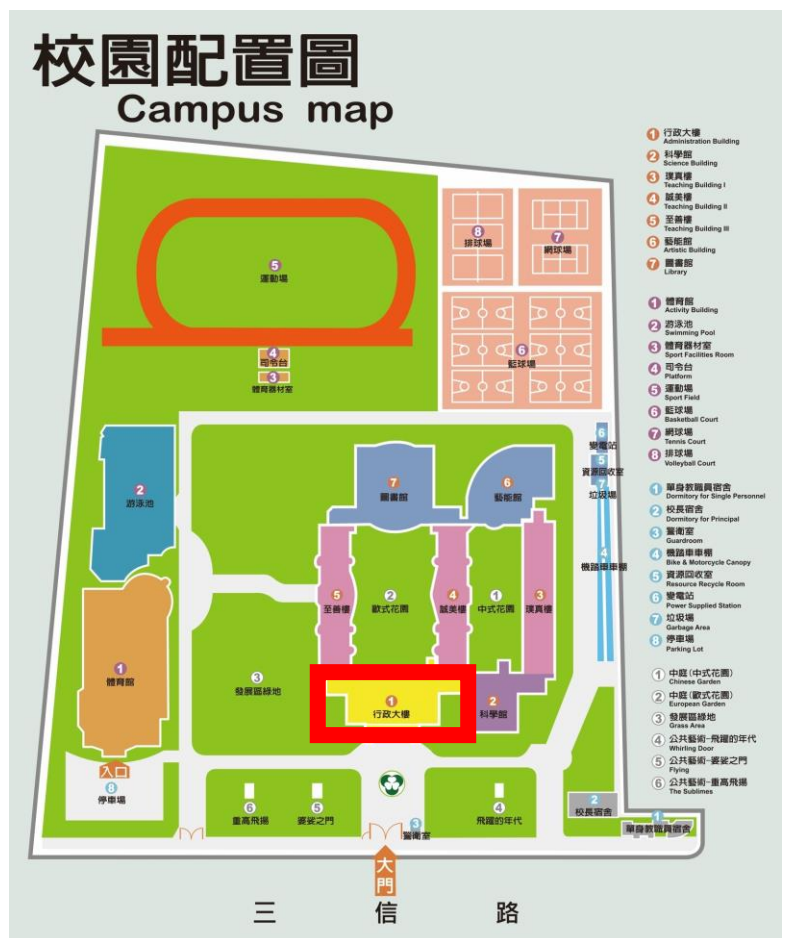 校園配置圖
Campus map
1 行政大樓
Administration Building
2 科學館
Science Building
3 璞真樓
Teaching Building I
4 誠美樓
Teaching Building II
5 至善樓
Teaching Building III
6 藝能館
Artistic Building
7 圖書館
Library
1 體育館
Activity Building
2 游泳池
Swimming Pool
3 體育器材室
Sport Facilities Room
4 司令台
Platform
5 運動場
Sport Field
6 籃球場
Basketball Court
7 網球場
Tennis Court
8 排球場
Volleyball Court
1 單身教職員宿舍
Dormitory for Single Personnel
2 校長宿舍
Dormitory for Principal
3 警衛室
Guardroom
4 機踏車車棚
Bike & Motorcycle Canopy
5 資源回收室
Resource Recycle Room
6 變電站
Power Supplied Station
7 垃圾場
Garbage Area
8 停車場
Parking Lot
1 中庭(中式花園)
Chinese Garden
2 中庭(歐式花園)
European Garden
3 發展區綠地
Grass Area
4 公共藝術-飛躍的年代
Whirling Door
5 公共藝術-婆娑之門
Flying
6 公共藝術-重高飛揚
The Sublimes
8
排球場
7
網球場
5
運動場
6
籃球場
4
司令台
3
體育器材室
6
變電站
5
資源回收室
7
垃圾場
4
機踏車車棚
2
游泳池
7
圖書館
6
藝能館
5
至善樓
2
歐式花園
4
誠美樓
1
中式花園
3
璞真樓
1
體育館
3
發展區綠地
1
行政大樓
2
科學館
入口
8
停車場
6
重高飛揚
5
婆娑之門
4
飛躍的年代
3
警衛室
2
校長宿舍
1
單身教職員宿舍
大門
三信路